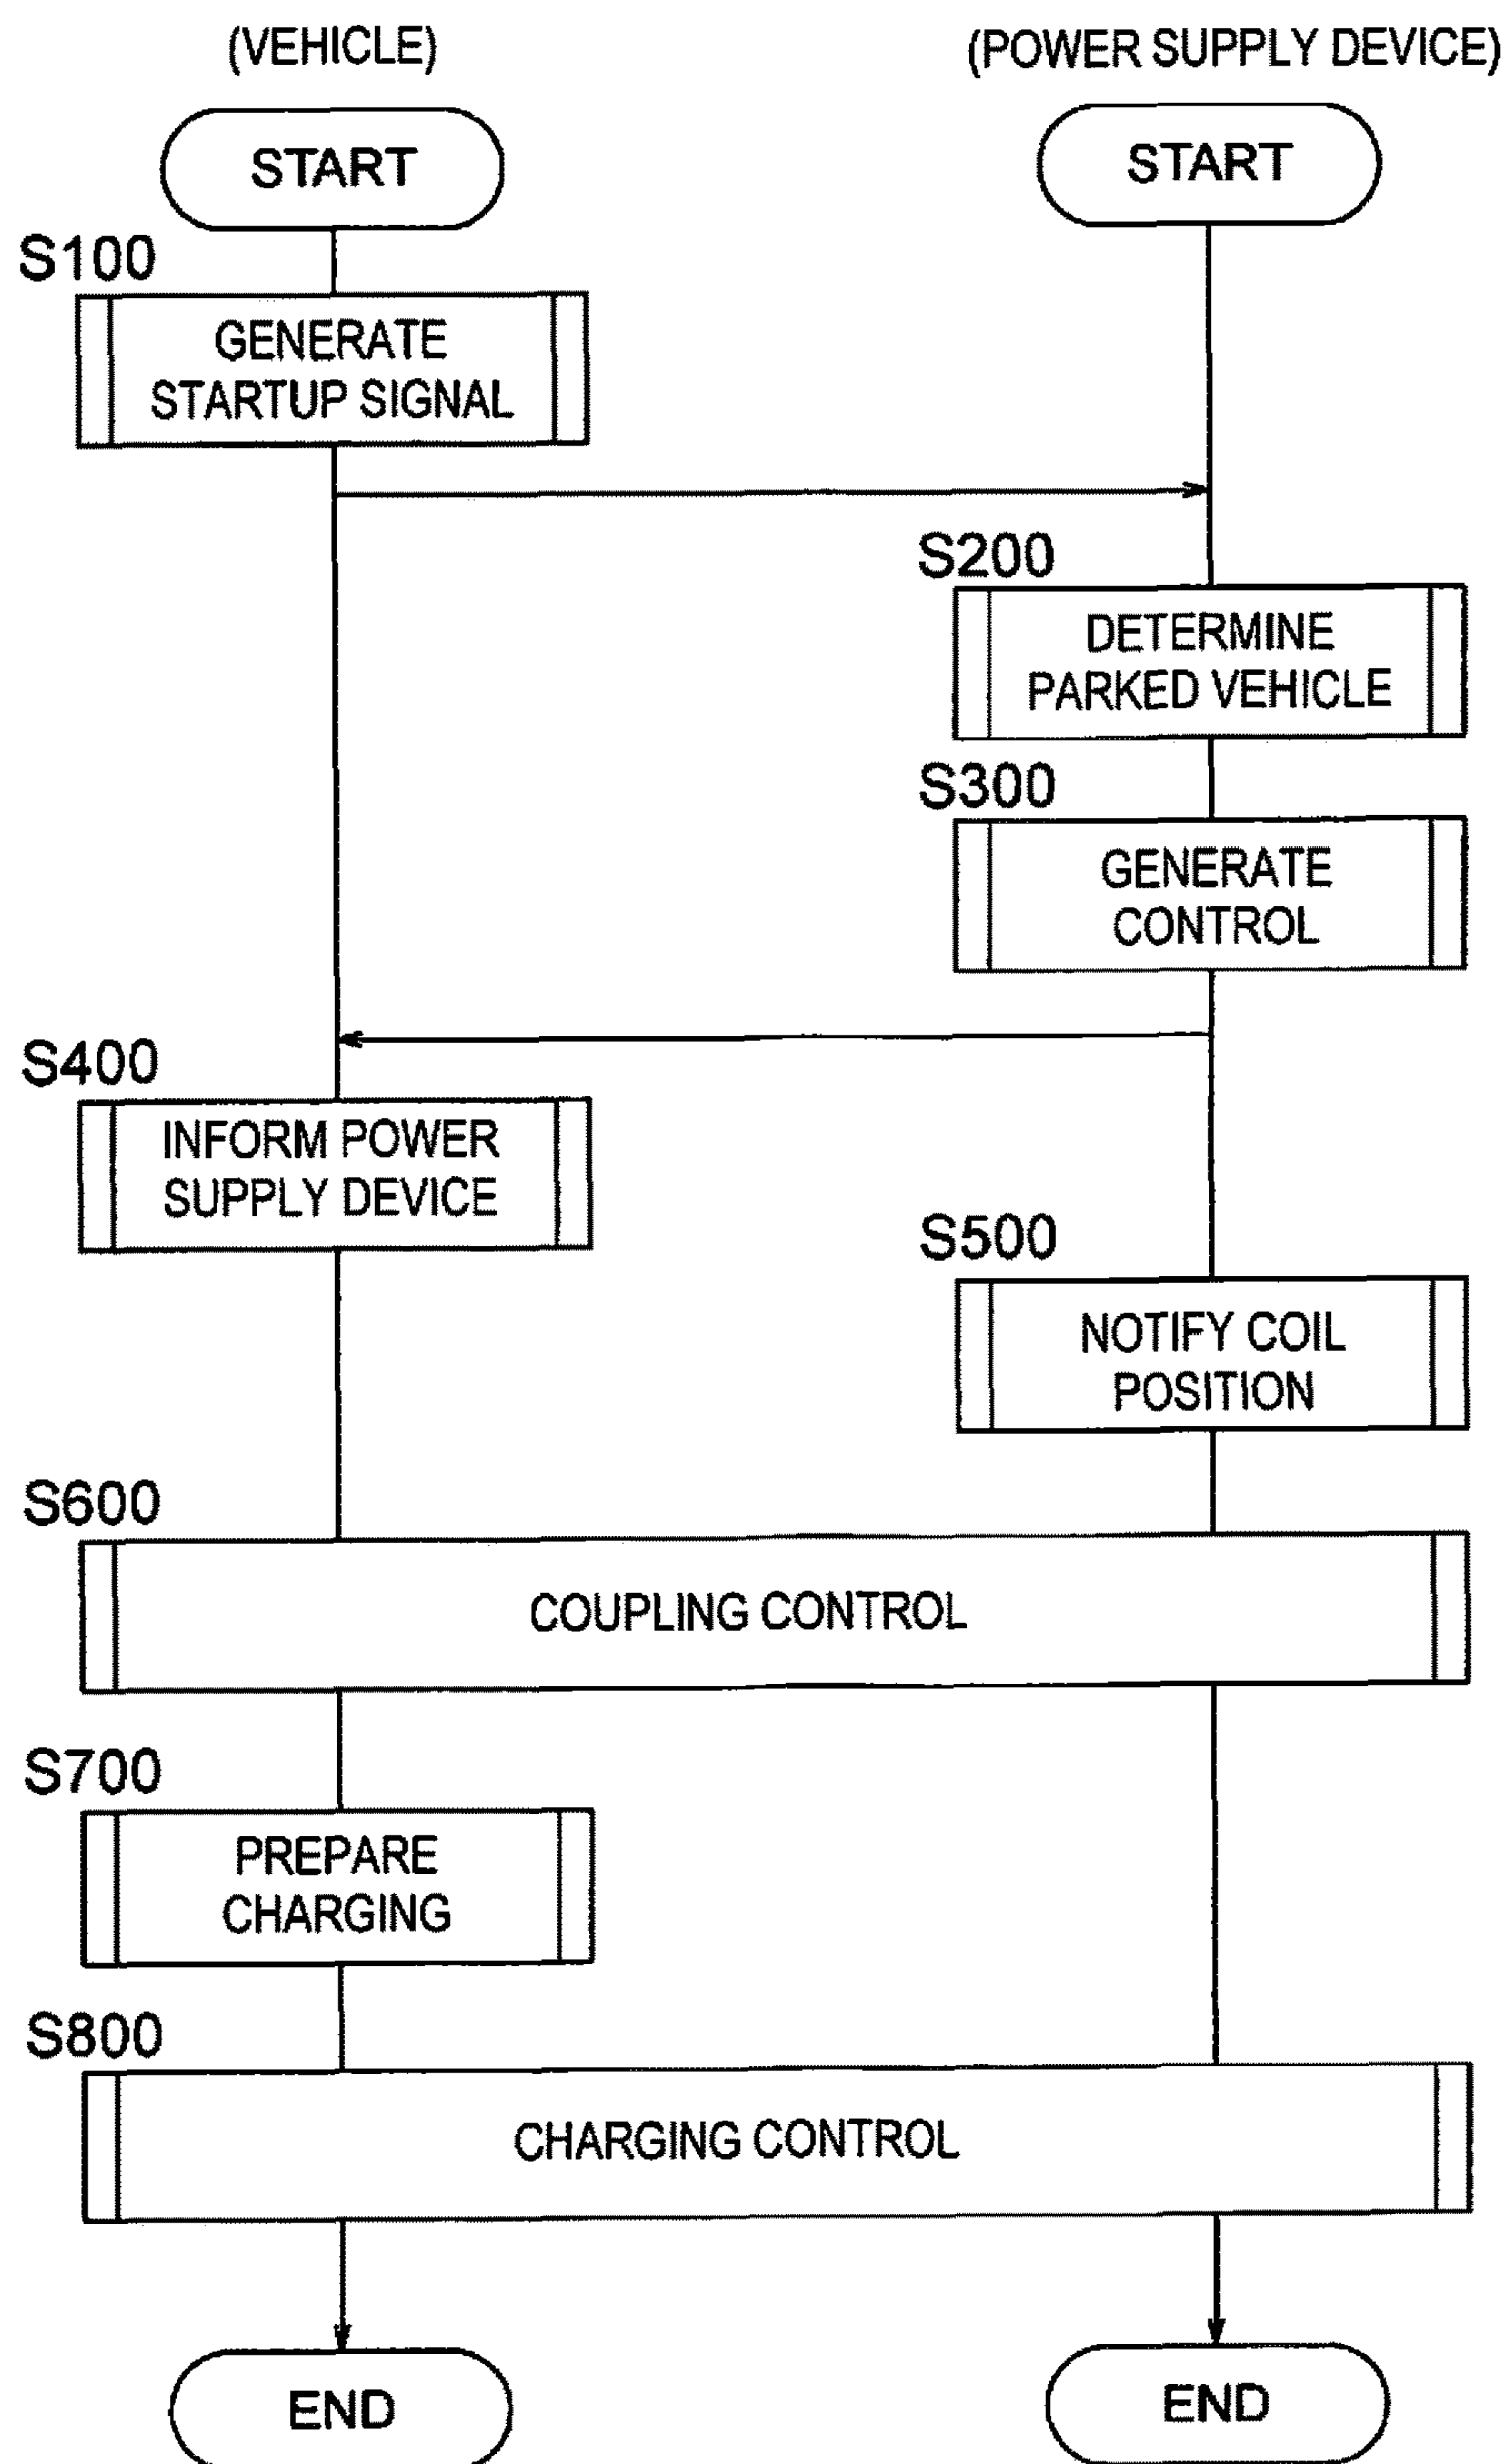 (VEHICLE)
(POWER SUPPLY DEVICE)
START
START
S100
GENERATE
STARTUP SIGNAL
S200
DETERMINE
PARKED VEHICLE
S300
GENERATE
CONTROL
S400
INFORM POWER
SUPPLY DEVICE
S500
NOTIFY COIL
POSITION
S600
COUPLING CONTROL
S700
PREPARE
CHARGING
S800
CHARGING CONTROL
END
END